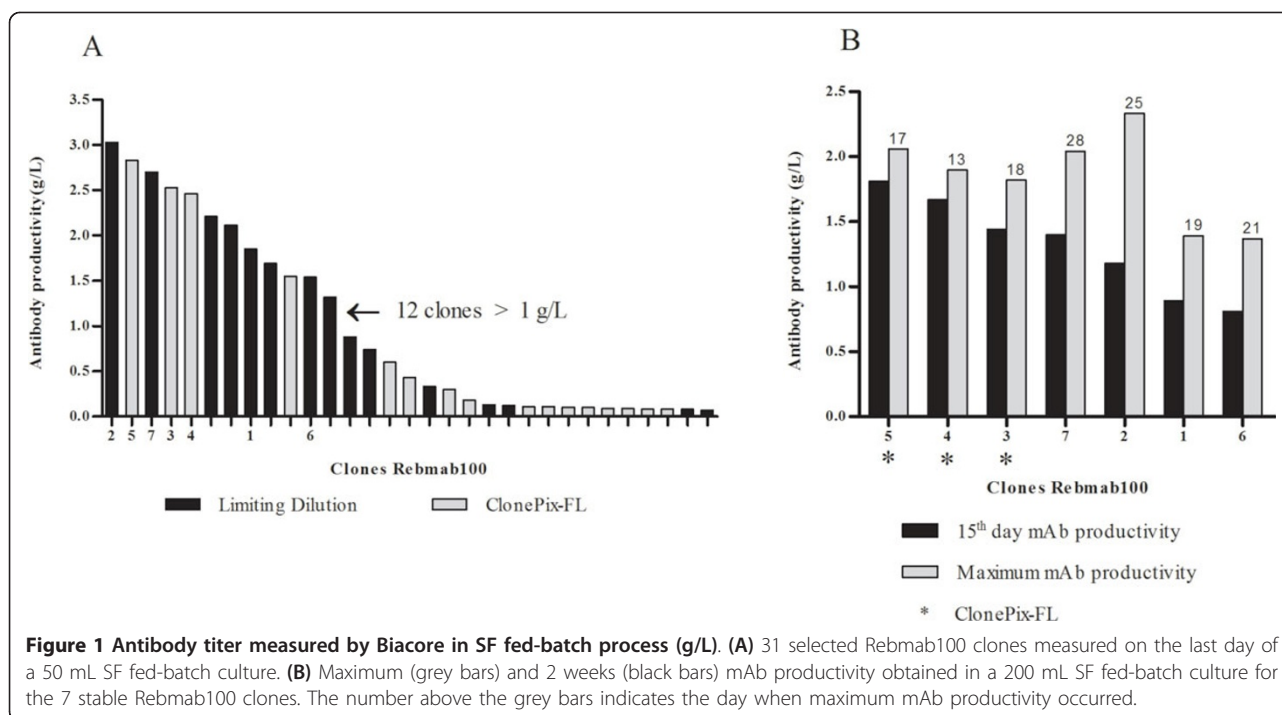 A
Antibody productivity(g/L)
3.5
3.0
2.5
2.0
1.5
1.0
0.5
0.0
12 clones > 1 g/L
2 5 7 3 4 1 6
Clones Rebmab100
Limiting Dilution ClonePix-FL
B
Antibody productivity (g/L)
2.5
2.0
1.5
1.0
0.5
0.0
17 13 18 28 25 19 21
5 4 3 7 2 1 6
* * *
Clones Rebmab100
15th day mAb productivity
Maximum mAb productivity
* ClonePix-FL
Figure 1 Antibody titer measured by Biacore in SF fed-batch process (g/L). (A) 31 selected Rebmab100 clones measured on the last day of
a 50 mL SF fed-batch culture. (B) Maximum (grey bars) and 2 weeks (black bars) mAb productivity obtained in a 200 mL SF fed-batch culture for
the 7 stable Rebmab100 clones. The number above the grey bars indicates the day when maximum mAb productivity occurred.